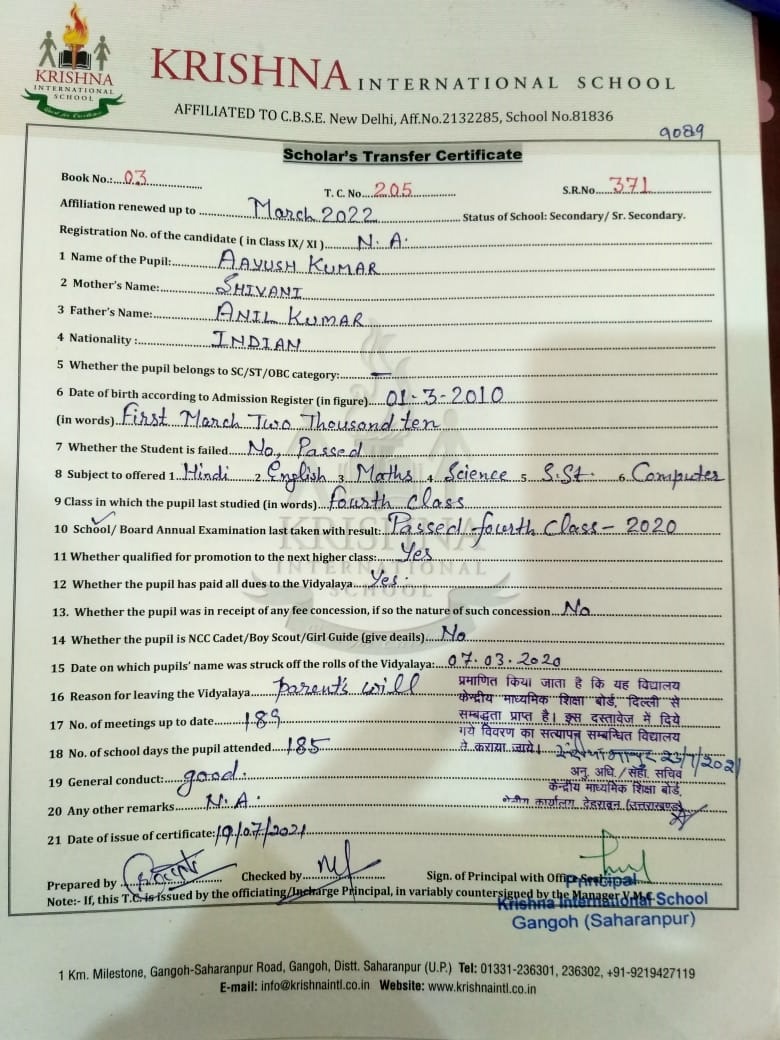 KRISHNA
INTERNATIONAL
SCHOOL
KRISHNA INTERNATIONAL SCHOOL
AFFILIATED TO C.B.S.E. New Delhi, Aff.No.2132285, School No.81836
9089
Scholar's Transfer Certificate
Book No.:....03 T. C. No....205 S.R.No....371
Affiliation renewed up to ....March 2022 Status of School: Secondary/ Sr. Secondary.
Registration No. of the candidate ( in Class IX/ XI )....N. A.
1 Name of the Pupil:....AAYUSH KUMAR
2 Mother's Name:....SHIVANI
3 Father's Name:....ANIL KUMAR
4 Nationality :....INDIAN
5 Whether the pupil belongs to SC/ST/OBC category:....—
6 Date of birth according to Admission Register (in figure)....01-3-2010
(in words)....First March Two Thousand ten
7 Whether the Student is failed....No, Passed
8 Subject to offered 1.Hindi 2.English 3.Maths 4.Science 5.S.St. 6.Computer
9 Class in which the pupil last studied (in words)....fourth class
10 School/ Board Annual Examination last taken with result:....Passed fourth Class - 2020
11 Whether qualified for promotion to the next higher class:....Yes
12 Whether the pupil has paid all dues to the Vidyalaya....Yes.
13. Whether the pupil was in receipt of any fee concession, if so the nature of such concession....No
14 Whether the pupil is NCC Cadet/Boy Scout/Girl Guide (give deails)....No
15 Date on which pupils' name was struck off the rolls of the Vidyalaya:....07.03.2020
16 Reason for leaving the Vidyalaya....parent's will
प्रमाणित किया जाता है कि यह विद्यालय
केन्द्रीय माध्यमिक शिक्षा बोर्ड, दिल्ली से
सम्बद्धता प्राप्त है। इस दस्तावेज में दिये
गये विवरण का सत्यापन सम्बन्धित विद्यालय
से कराया जाये। 23/7/2021
अनु. अधि./सहा. सचिव
केन्द्रीय माध्यमिक शिक्षा बोर्ड,
क्षेत्रीय कार्यालय, देहरादून (उत्तराखण्ड)
17 No. of meetings up to date....189
18 No. of school days the pupil attended....185
19 General conduct:....good.
20 Any other remarks....N.A.
21 Date of issue of certificate:19/07/2021
Prepared by Checked by Sign. of Principal with Office Seal
Note:- If, this T.C. is issued by the officiating/Incharge Principal, in variably countersigned by the Manager V.M.C.
Principal
Krishna International School
Gangoh (Saharanpur)
KRISHNA
INTERNATIONAL
1 Km. Milestone, Gangoh-Saharanpur Road, Gangoh, Distt. Saharanpur (U.P.) Tel: 01331-236301, 236302, +91-9219427119
E-mail: info@krishnaintl.co.in Website: www.krishnaintl.co.in